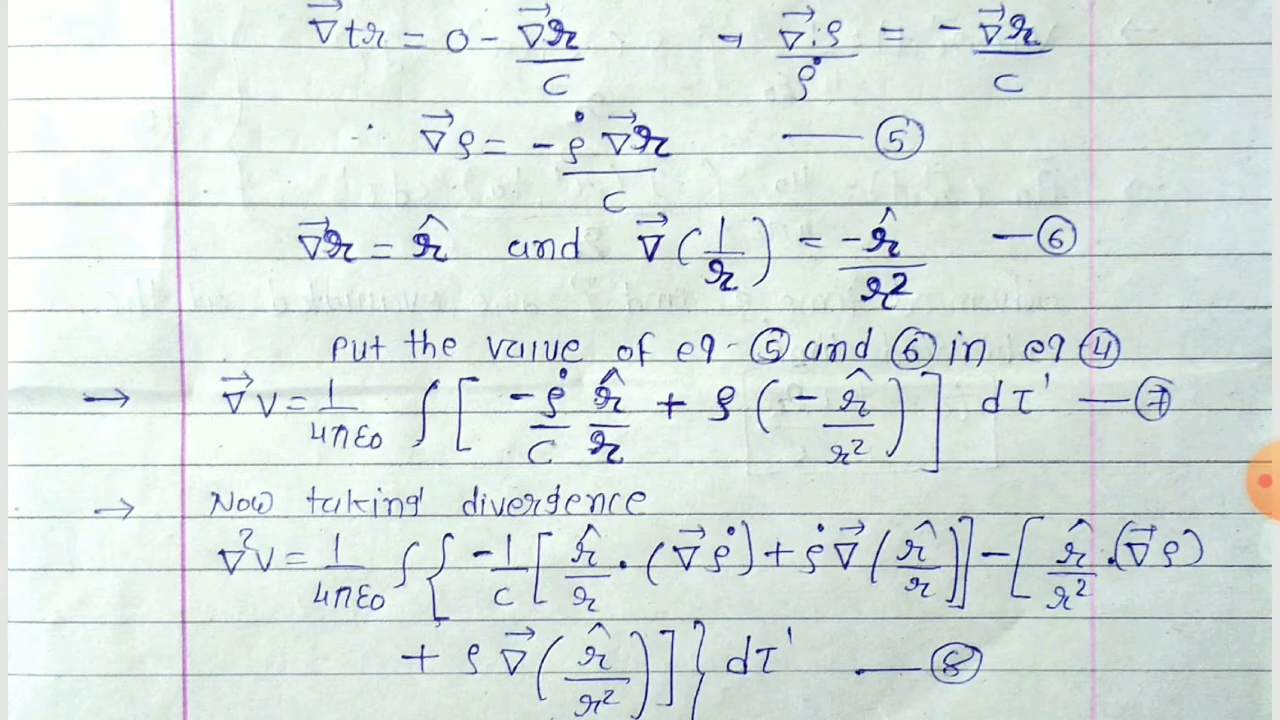 ∇⃗tr = 0 - ∇⃗r/c → ∇⃗.ρ/ρ̇ = - ∇⃗r/c
∴ ∇⃗ρ = -ρ̇ ∇⃗r/c —— ⑤
∇⃗r = r̂ and ∇⃗(1/r) = -r̂/r² — ⑥
put the value of eq - ⑤ and ⑥ in eq ④
→ ∇⃗V = 1/4πε₀ ∫ [ -ρ̇/c r̂/r + ρ ( - r̂/r² ) ] dτ' — ⑦
→ Now taking divergence
∇²V = 1/4πε₀ ∫ { -1/c [ r̂/r . (∇⃗ρ̇) + ρ̇ ∇⃗ ( r̂/r ) ] - [ r̂/r² .(∇⃗ρ)
+ ρ ∇⃗ ( r̂/r² ) ] } dτ' —— ⑧